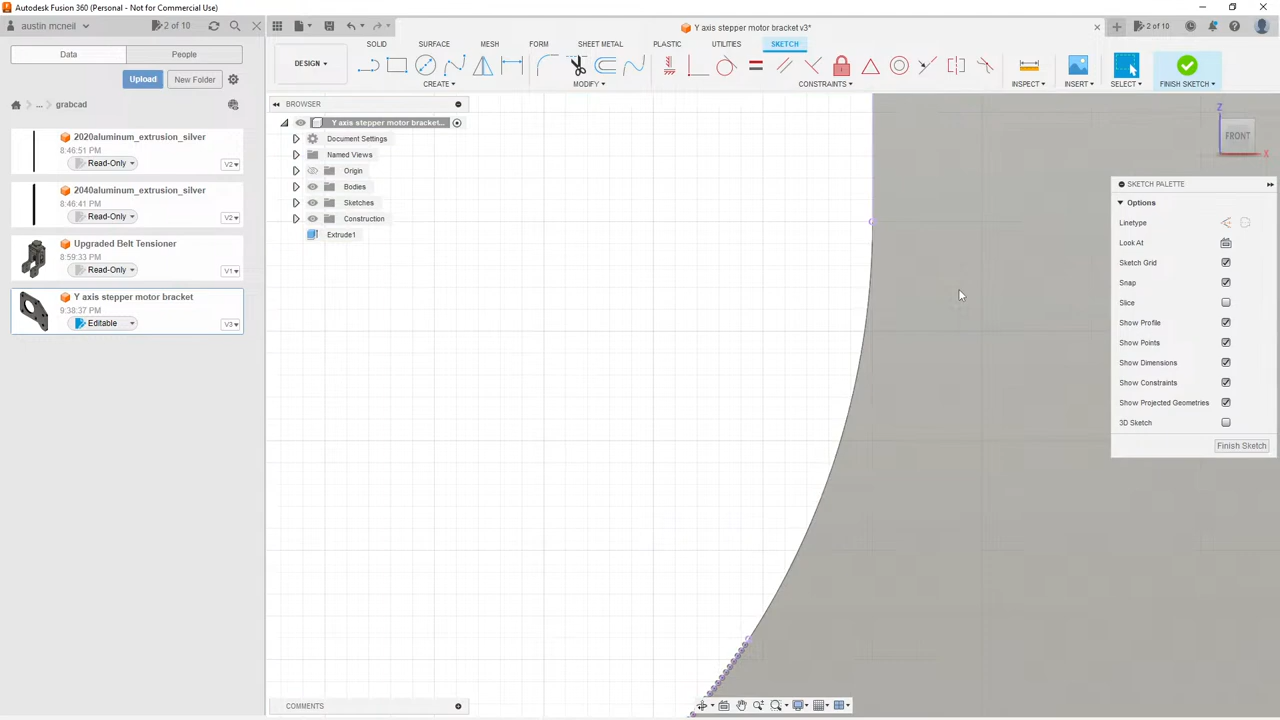 Autodesk Fusion 360 (Personal - Not for Commercial Use)
austin mcneil
2 of 10
Y axis stepper motor bracket v3*
2 of 10
Data
People
SOLID
SURFACE
MESH
FORM
SHEET METAL
PLASTIC
UTILITIES
SKETCH
DESIGN
CREATE
MODIFY
CONSTRAINTS
INSPECT
INSERT
SELECT
FINISH SKETCH
Upload
New Folder
... grabcad
2020aluminum_extrusion_silver
8:46:51 PM
Read-Only
V2
2040aluminum_extrusion_silver
8:46:41 PM
Read-Only
V2
Upgraded Belt Tensioner
8:59:33 PM
Read-Only
V1
Y axis stepper motor bracket
9:38:37 PM
Editable
V3
BROWSER
Y axis stepper motor bracket...
Document Settings
Named Views
Origin
Bodies
Sketches
Construction
Extrude1
Z
FRONT
X
SKETCH PALETTE
Options
Linetype
Look At
Sketch Grid
Snap
Slice
Show Profile
Show Points
Show Dimensions
Show Constraints
Show Projected Geometries
3D Sketch
Finish Sketch
COMMENTS